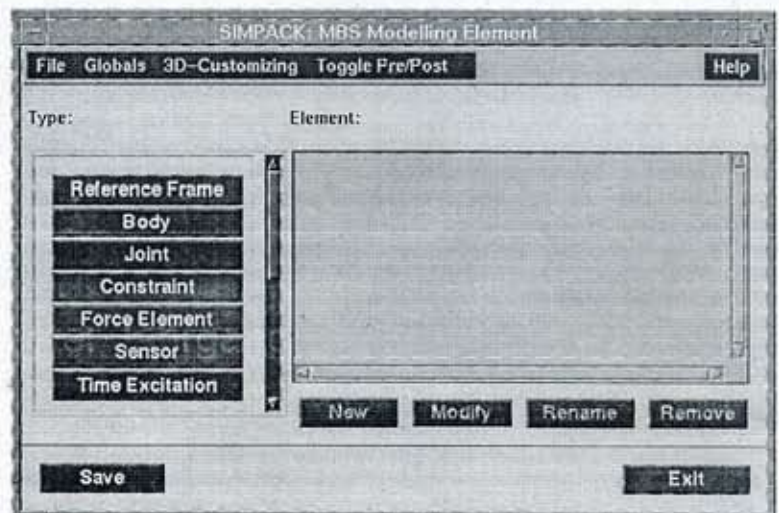 SIMPACK: MBS Modelling Element
File Globals 3D-Customizing Toggle Pre/Post Help
Type: Element:
Reference Frame
Body
Joint
Constraint
Force Element
Sensor
Time Excitation
New Modify Rename Remove
Save Exit